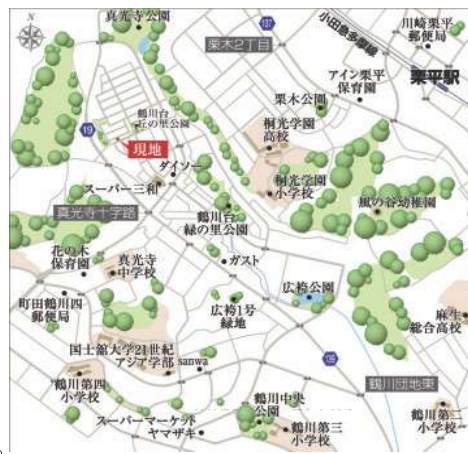 真光寺公園
137
小田急多摩線
川崎栗平
郵便局
栗木2丁目
栗平駅
アイン栗平
保育園
栗木公園
鶴川台
丘の里公園
19
現地
桐光学園
高校
ダイソー
スーパー三和
桐光学園
小学校
風の谷幼稚園
真光寺十字路
鶴川台
緑の里公園
花の木
保育園
真光寺
中学校
ガスト
広袴公園
町田鶴川四
郵便局
広袴1号
緑地
麻生
総合高校
国士舘大学21世紀
アジア学部
sanwa
139
鶴川団地東
鶴川第四
小学校
鶴川中央
公園
鶴川第二
小学校
スーパーマーケット
ヤマザキ
鶴川第三
小学校